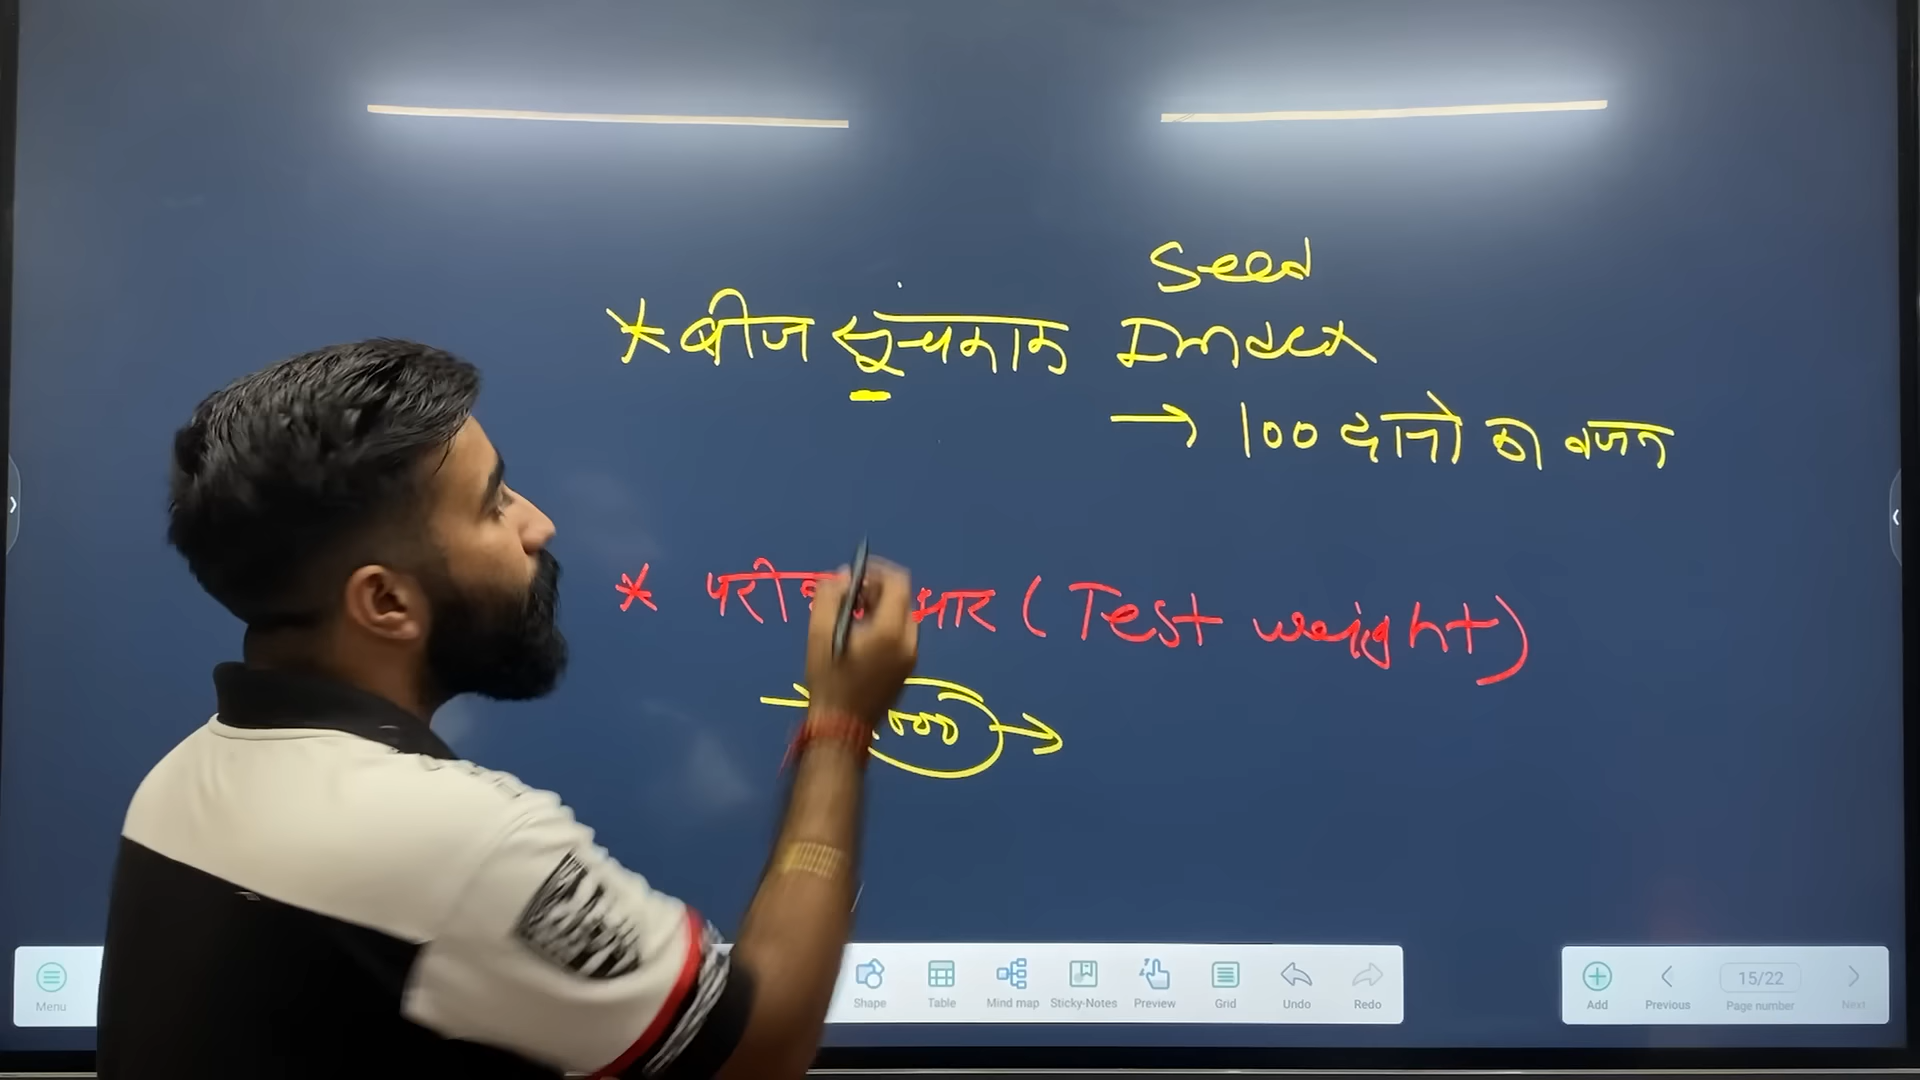 Seed
* बीज सूचकांक Index
→ 100 दानो का वजन
* भार (Test weight)
→ →
Menu
Shape Table Mind map Sticky-Notes Preview Grid Undo Redo
Add Previous 15/22 Page number Next